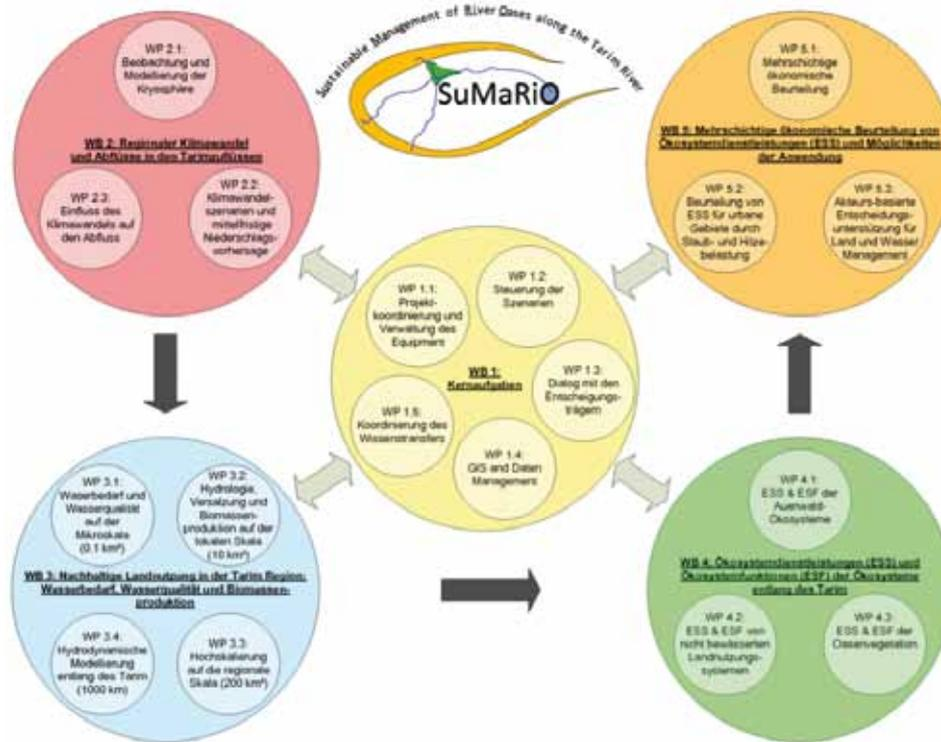 Sustainable Management of River Oases along the Tarim River
SuMaRiO
WP 2.1:
Beobachtung und
Modellierung der
Kryosphäre
WB 2: Regionaler Klimawandel
und Abflüsse in den Tarimzuflüssen
WP 2.3:
Einfluss des
Klimawandels auf
den Abfluss
WP 2.2:
Klimawandel-
szenarien und
mittelfristige
Niederschlags-
vorhersage
WP 5.1:
Mehrschichtige
ökonomische
Beurteilung
WB 5: Mehrschichtige ökonomische Beurteilung von
Ökosystemdienstleistungen (ESS) und Möglichkeiten
der Anwendung
WP 5.2:
Beurteilung von
ESS für urbane
Gebiete durch
Staub- und Hitze-
belastung
WP 5.3:
Akteurs-basierte
Entscheidungs-
unterstützung für
Land und Wasser
Management
WP 1.1:
Projekt-
koordinierung und
Verwaltung des
Equipment
WP 1.2:
Steuerung der
Szenarien
WB 1:
Kernaufgaben
WP 1.3:
Dialog mit den
Entscheigungs-
trägern
WP 1.5:
Koordinierung des
Wissenstransfers
WP 1.4:
GIS and Daten
Management
WP 3.1:
Wasserbedarf und
Wasserqualität
auf der
Mikroskala
(0.1 km²)
WP 3.2:
Hydrologie,
Versalzung und
Biomassen-
produktion auf der
lokalen Skala
(10 km²)
WB 3: Nachhaltige Landnutzung in der Tarim Region:
Wasserbedarf, Wasserqualität und Biomassen-
produktion
WP 3.4:
Hydrodynamische
Modellierung
entlang des Tarim
(1000 km)
WP 3.3:
Hochskalierung
auf die regionale
Skala (200 km²)
WP 4.1:
ESS & ESF der
Auenwald-
Ökosysteme
WB 4: Ökosystemdienstleistungen (ESS) und
Ökosystemfunktionen (ESF) der Ökosysteme
entlang des Tarim
WP 4.2:
ESS & ESF von
nicht bewässerten
Landnutzungs-
systemen
WP 4.3:
ESS & ESF der
Oasenvegetation